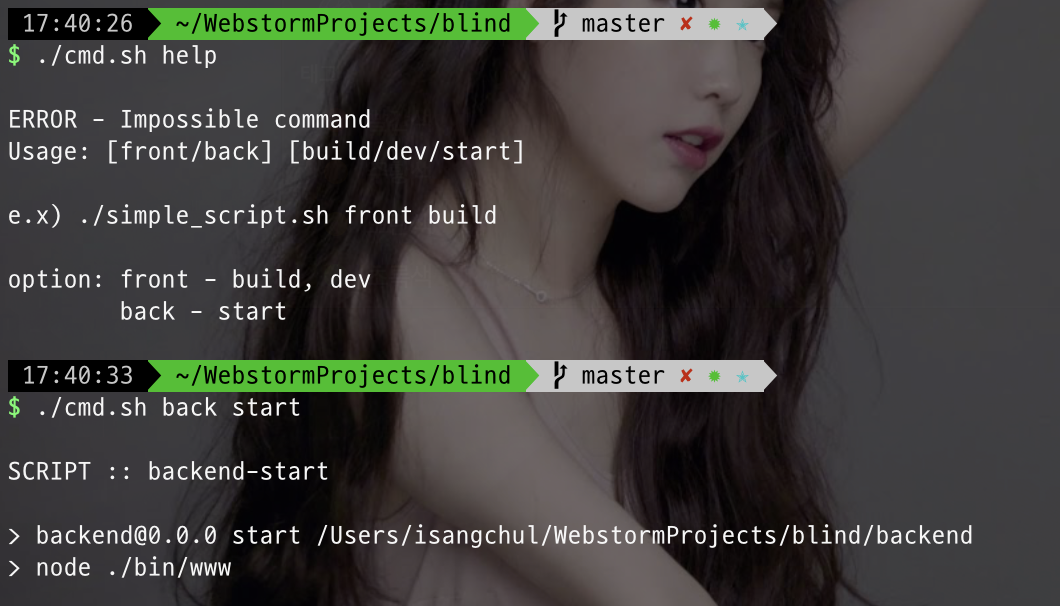 17:40:26 ~/WebstormProjects/blind master ✘ ✹ ✭
$ ./cmd.sh help
ERROR - Impossible command
Usage: [front/back] [build/dev/start]
e.x) ./simple_script.sh front build
option: front - build, dev
back - start
17:40:33 ~/WebstormProjects/blind master ✘ ✹ ✭
$ ./cmd.sh back start
SCRIPT :: backend-start
> backend@0.0.0 start /Users/isangchul/WebstormProjects/blind/backend
> node ./bin/www